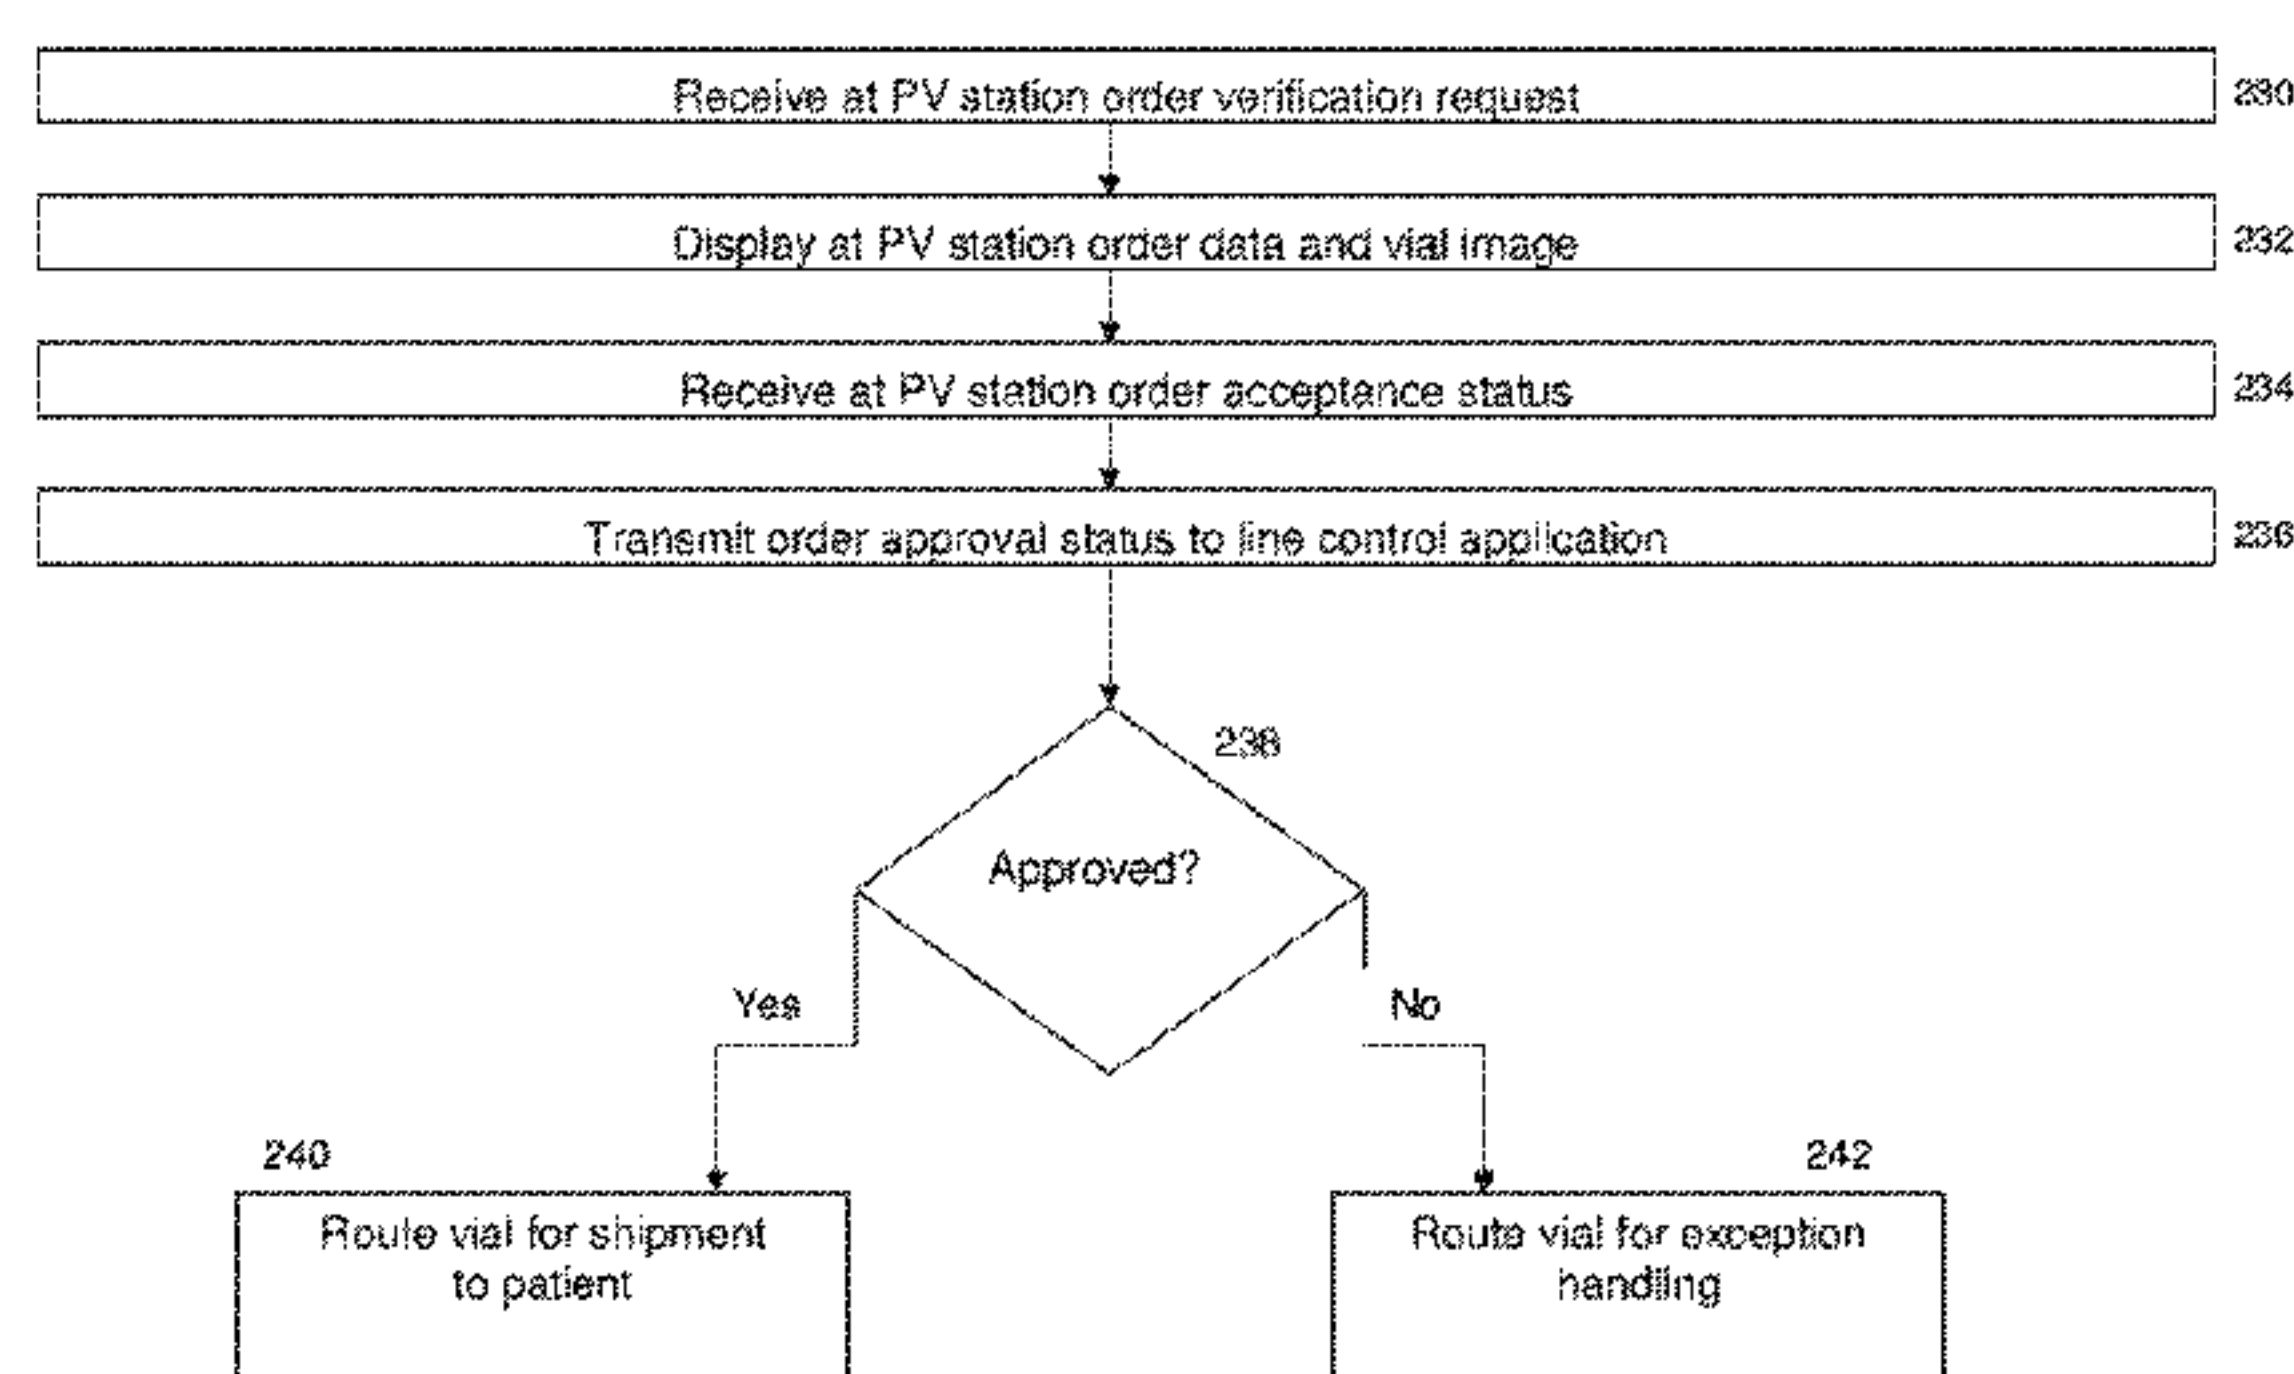 Receive at PV station order verification request
230
Display at PV station order data and vial image
232
Receive at PV station order acceptance status
234
Transmit order approval status to line control application
236
238
Approved?
Yes
No
240
242
Route vial for shipment
to patient
Route vial for exception
handling